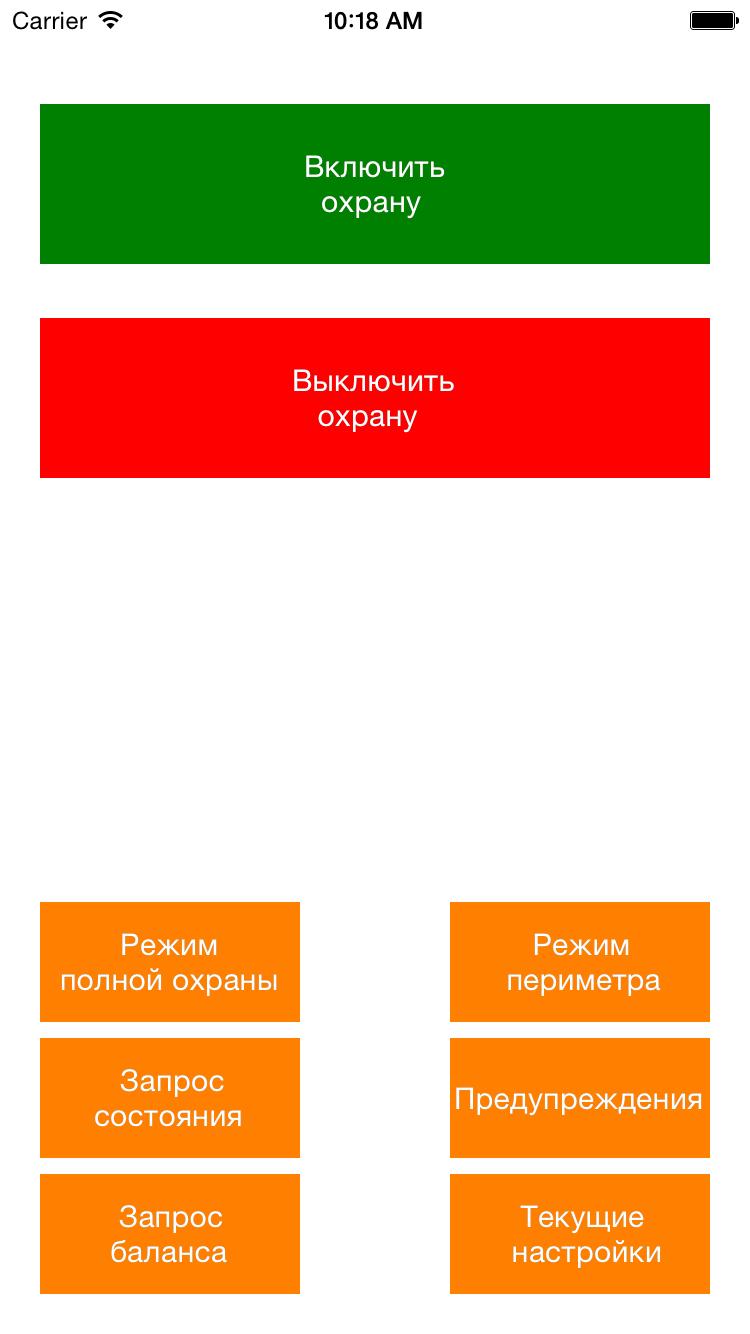 Carrier 10:18 AM
Включить
охрану
Выключить
охрану
Режим
полной охраны
Режим
периметра
Запрос
состояния
Предупреждения
Запрос
баланса
Текущие
настройки